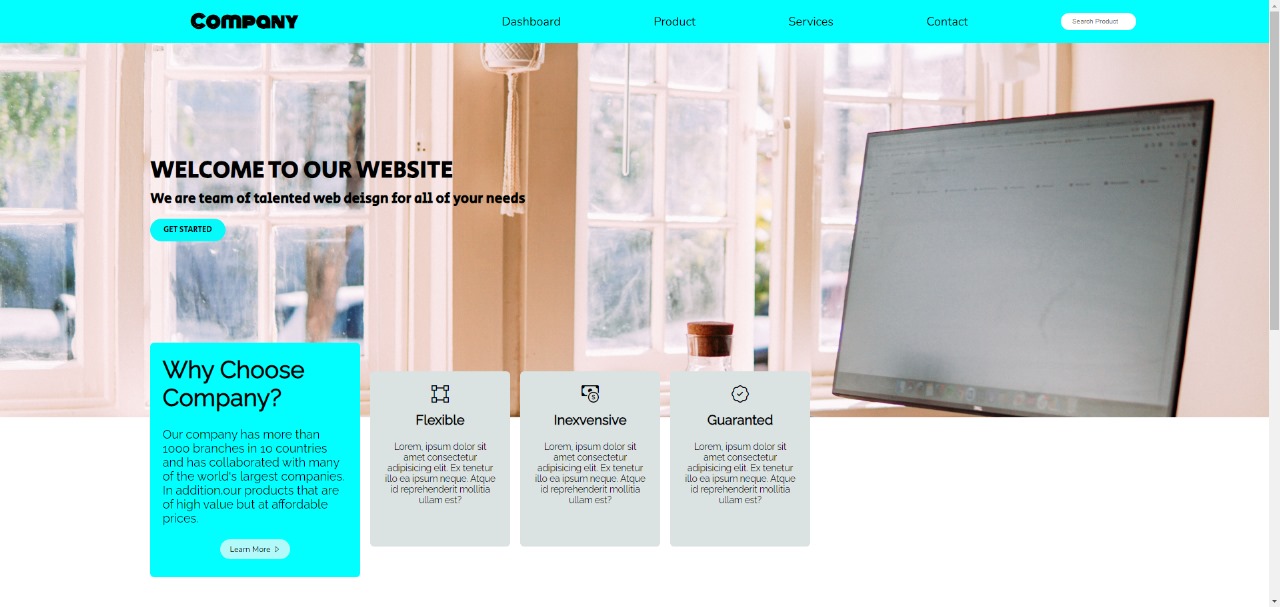 Company
Dashboard
Product
Services
Contact
Search Product
WELCOME TO OUR WEBSITE
We are team of talented web deisgn for all of your needs
GET STARTED
Why Choose
Company?
Our company has more than
1000 branches in 10 countries
and has collaborated with many
of the world's largest companies.
In addition,our products that are
of high value but at affordable
prices.
Learn More
Flexible
Lorem, ipsum dolor sit
amet consectetur
adipisicing elit. Ex tenetur
illo ea ipsum neque. Atque
id reprehenderit mollitia
ullam est?
Inexvensive
Lorem, ipsum dolor sit
amet consectetur
adipisicing elit. Ex tenetur
illo ea ipsum neque. Atque
id reprehenderit mollitia
ullam est?
Guaranted
Lorem, ipsum dolor sit
amet consectetur
adipisicing elit. Ex tenetur
illo ea ipsum neque. Atque
id reprehenderit mollitia
ullam est?